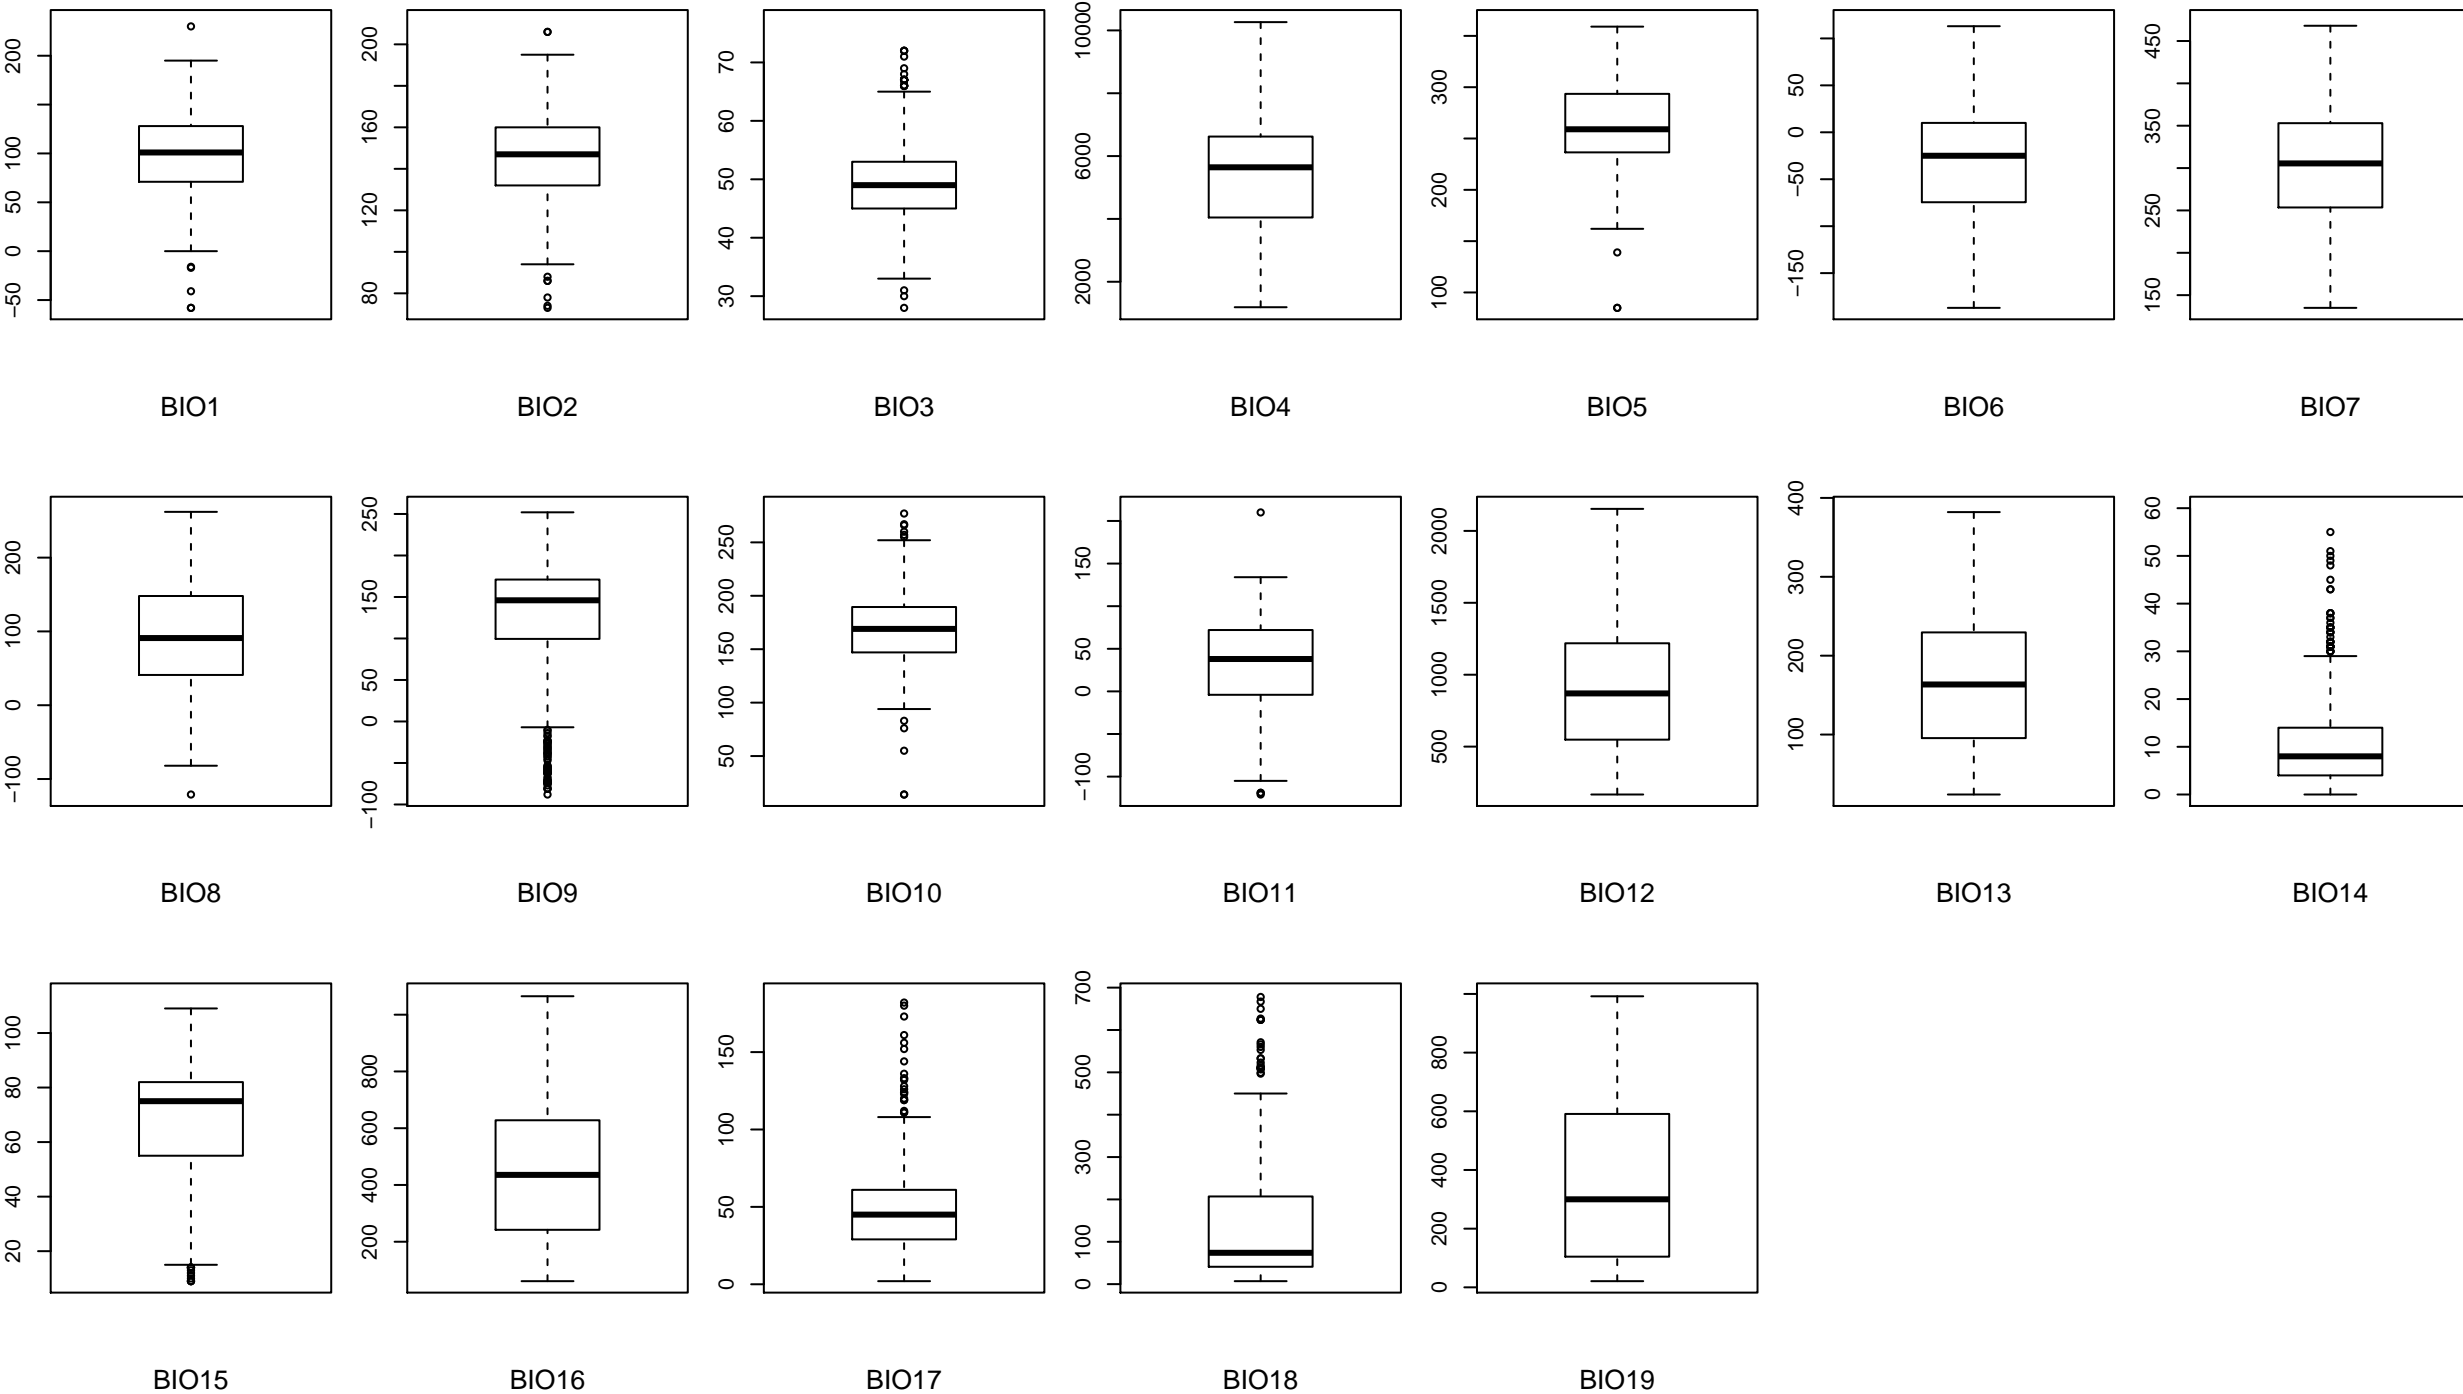 −50 0 50 100 200
80 120 160 200
30 40 50 60 70
2000 6000 10000
100 200 300
−150 −50 0 50
150 250 350 450
BIO1 BIO2 BIO3 BIO4 BIO5 BIO6 BIO7
−100 0 100 200
−100 0 50 150 250
50 100 150 200 250
−100 0 50 150
500 1000 1500 2000
100 200 300 400
0 10 20 30 40 50 60
BIO8 BIO9 BIO10 BIO11 BIO12 BIO13 BIO14
20 40 60 80 100
200 400 600 800
0 50 100 150
0 100 300 500 700
0 200 400 600 800
BIO15 BIO16 BIO17 BIO18 BIO19